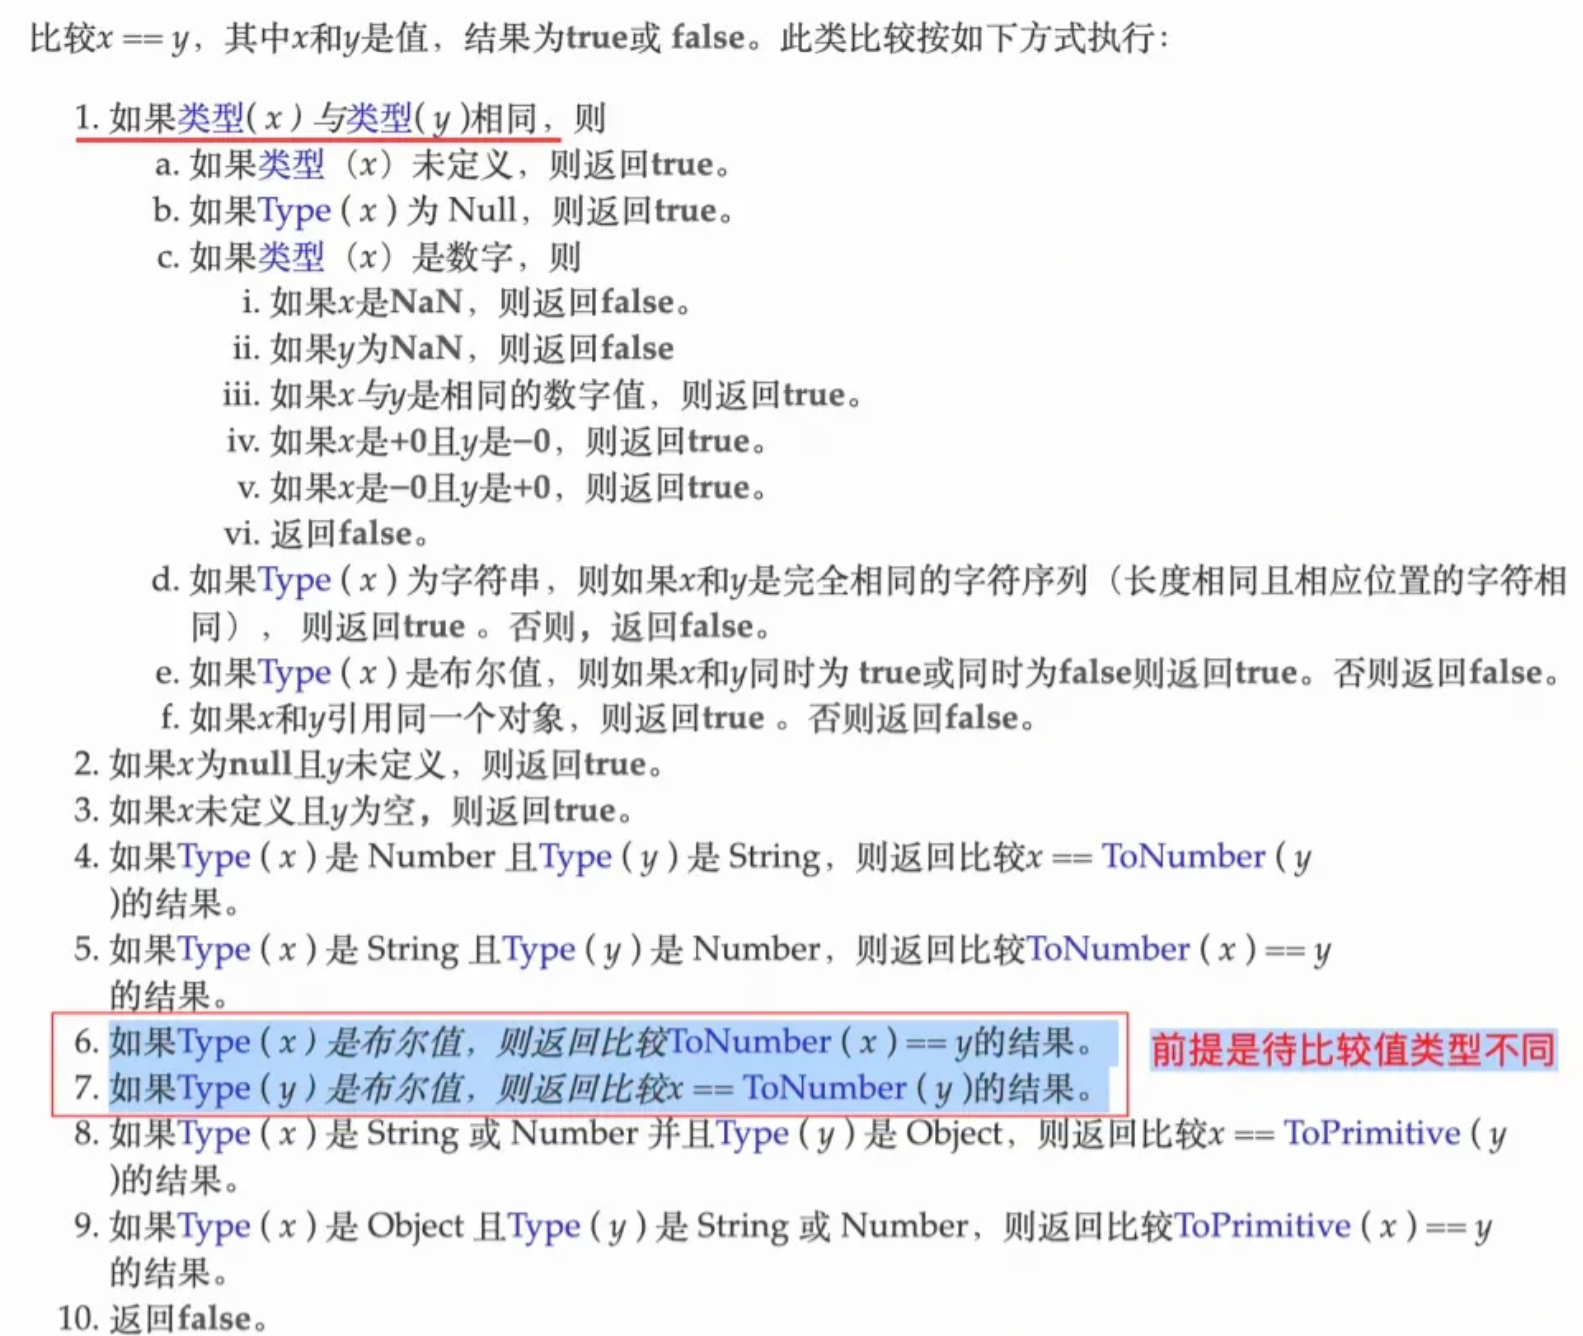 比较x == y，其中x和y是值，结果为true或 false。此类比较按如下方式执行：
1. 如果类型( x ) 与类型( y )相同，则
a. 如果类型（x）未定义，则返回true。
b. 如果Type ( x ) 为 Null，则返回true。
c. 如果类型（x）是数字，则
i. 如果x是NaN，则返回false。
ii. 如果y为NaN，则返回false
iii. 如果x与y是相同的数字值，则返回true。
iv. 如果x是+0且y是−0，则返回true。
v. 如果x是−0且y是+0，则返回true。
vi. 返回false。
d. 如果Type ( x ) 为字符串，则如果x和y是完全相同的字符序列（长度相同且相应位置的字符相
同）， 则返回true 。否则，返回false。
e. 如果Type ( x ) 是布尔值，则如果x和y同时为 true或同时为false则返回true。否则返回false。
f. 如果x和y引用同一个对象，则返回true 。否则返回false。
2. 如果x为null且y未定义，则返回true。
3. 如果x未定义且y为空，则返回true。
4. 如果Type ( x ) 是 Number 且Type ( y ) 是 String，则返回比较x == ToNumber ( y
)的结果。
5. 如果Type ( x ) 是 String 且Type ( y ) 是 Number，则返回比较ToNumber ( x ) == y
的结果。
6. 如果Type ( x ) 是布尔值，则返回比较ToNumber ( x ) == y的结果。 前提是待比较值类型不同
7. 如果Type ( y ) 是布尔值，则返回比较x == ToNumber ( y )的结果。
8. 如果Type ( x ) 是 String 或 Number 并且Type ( y ) 是 Object，则返回比较x == ToPrimitive ( y
)的结果。
9. 如果Type ( x ) 是 Object 且Type ( y ) 是 String 或 Number，则返回比较ToPrimitive ( x ) == y
的结果。
10. 返回false。